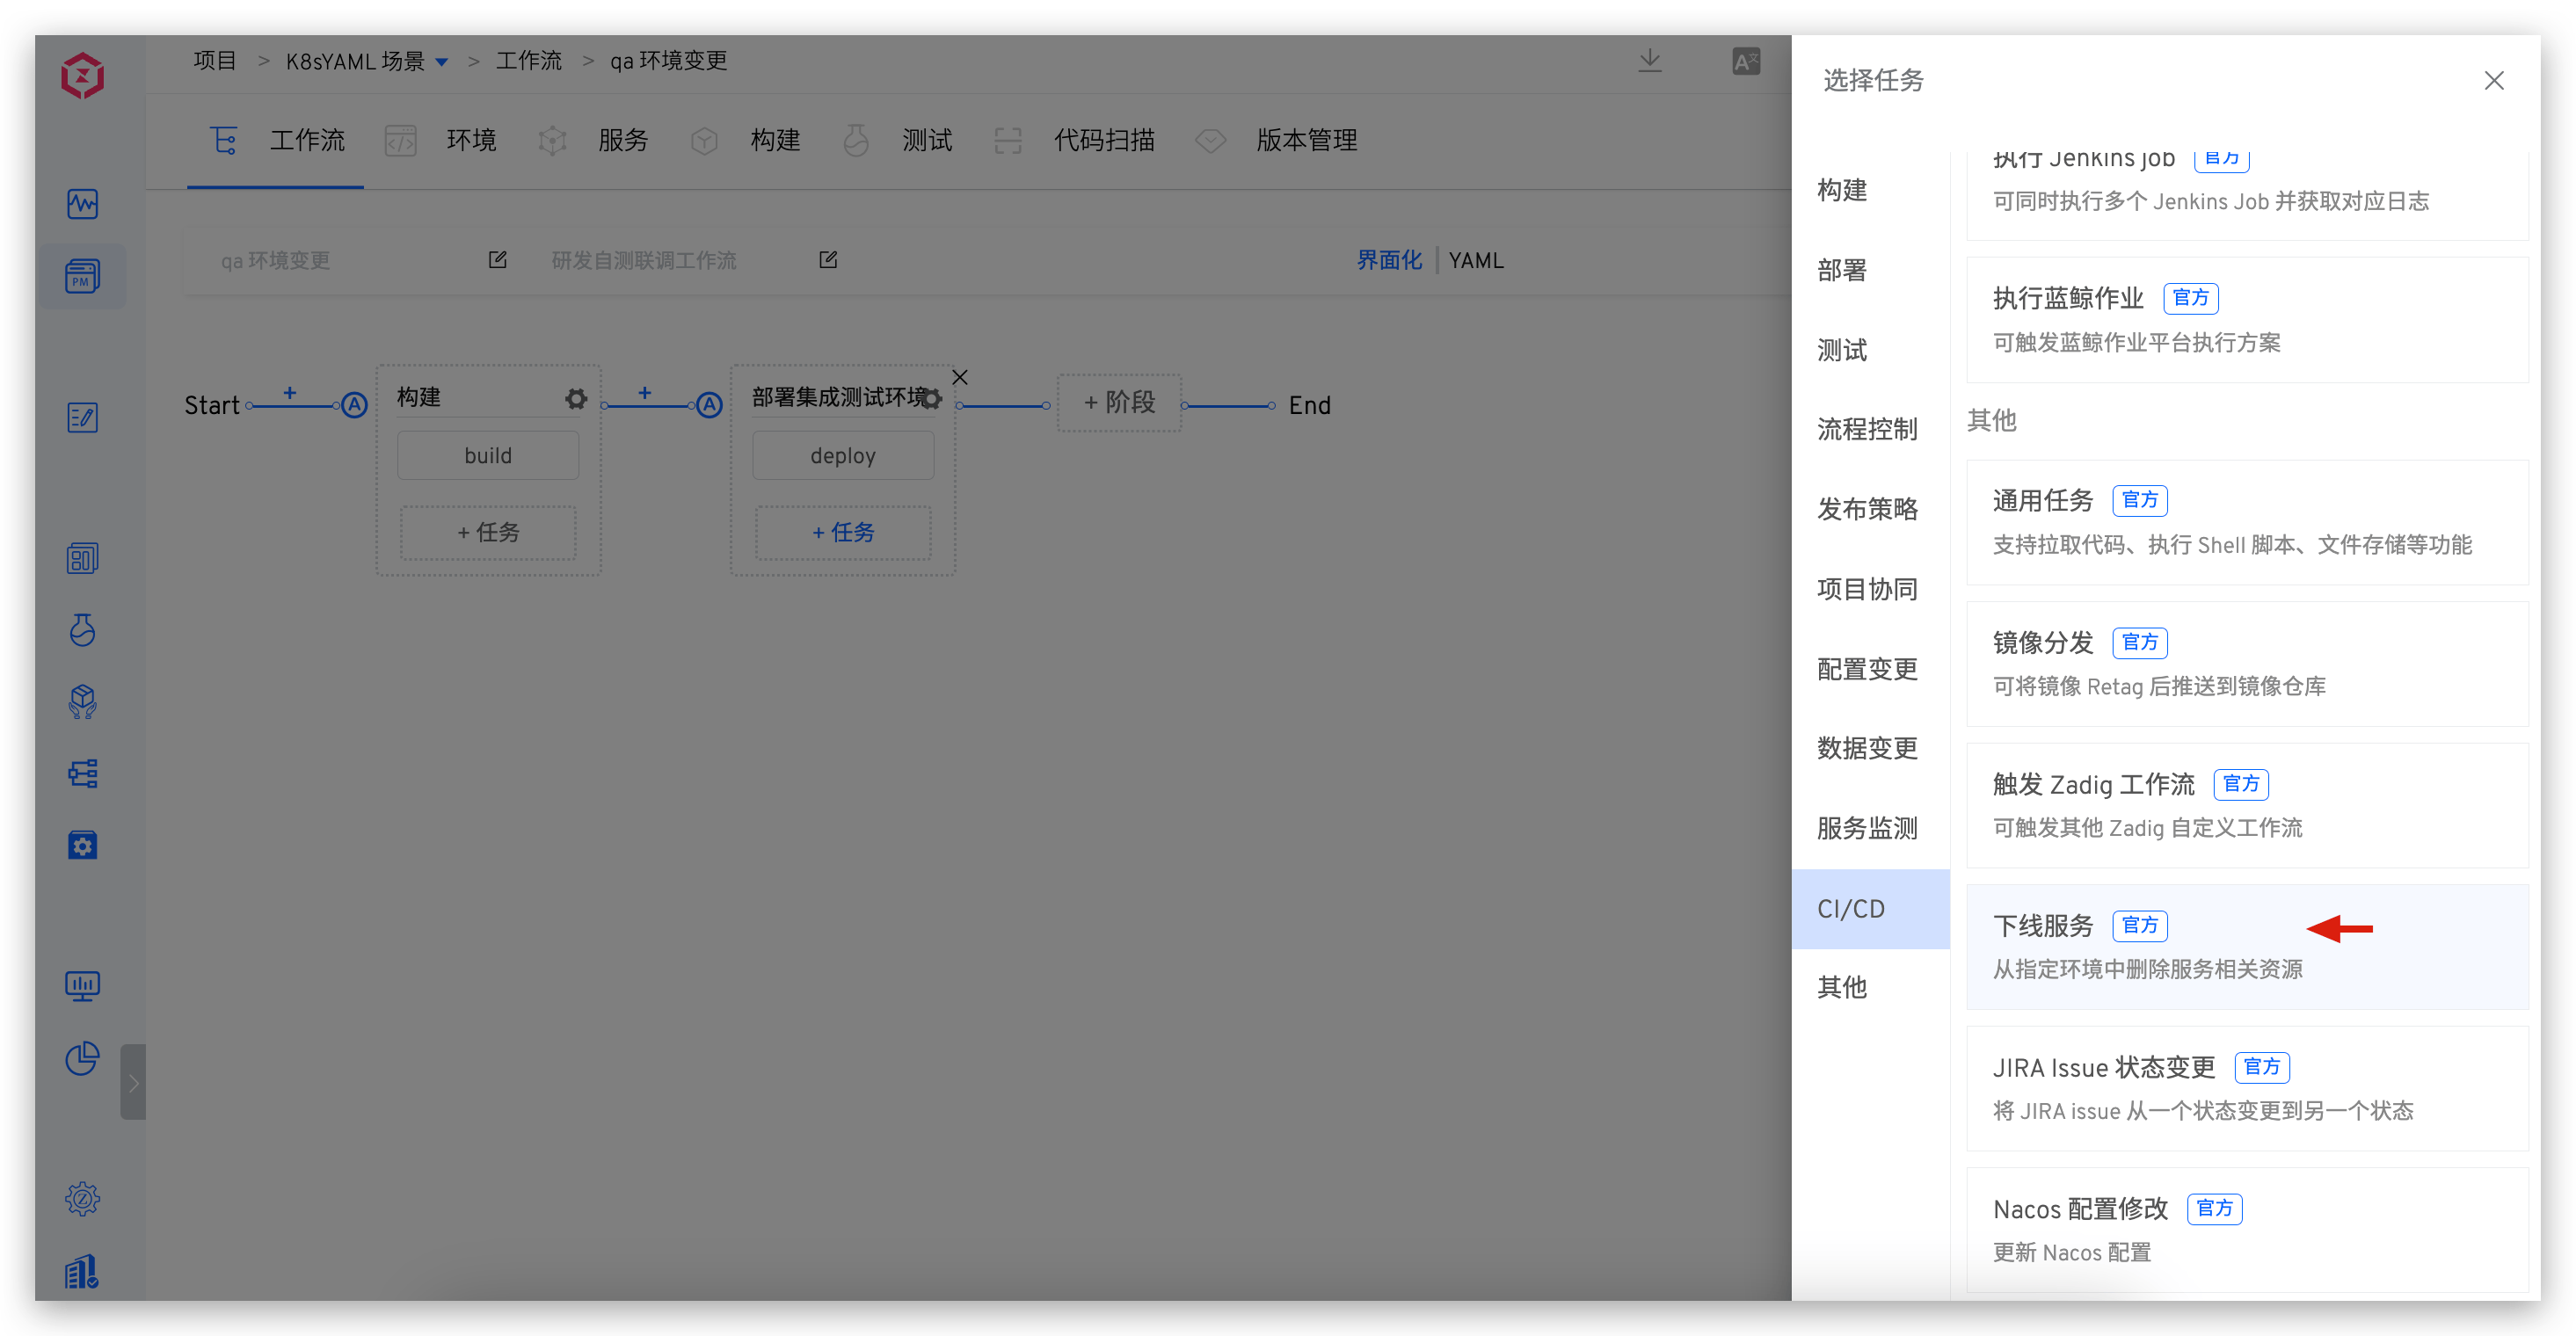 项目 > K8sYAML 场景 > 工作流 > qa 环境变更
工作流 环境 服务 构建 测试 代码扫描 版本管理
PM
qa 环境变更 研发自测联调工作流 界面化 YAML
Start + A 构建 + A 部署集成测试环境 + 阶段 End
build deploy
+ 任务 + 任务
选择任务
构建
部署
测试
流程控制
发布策略
项目协同
配置变更
数据变更
服务监测
CI/CD
其他
执行 Jenkins job 官方
可同时执行多个 Jenkins Job 并获取对应日志
执行蓝鲸作业 官方
可触发蓝鲸作业平台执行方案
其他
通用任务 官方
支持拉取代码、执行 Shell 脚本、文件存储等功能
镜像分发 官方
可将镜像 Retag 后推送到镜像仓库
触发 Zadig 工作流 官方
可触发其他 Zadig 自定义工作流
下线服务 官方
从指定环境中删除服务相关资源
JIRA Issue 状态变更 官方
将 JIRA issue 从一个状态变更到另一个状态
Nacos 配置修改 官方
更新 Nacos 配置